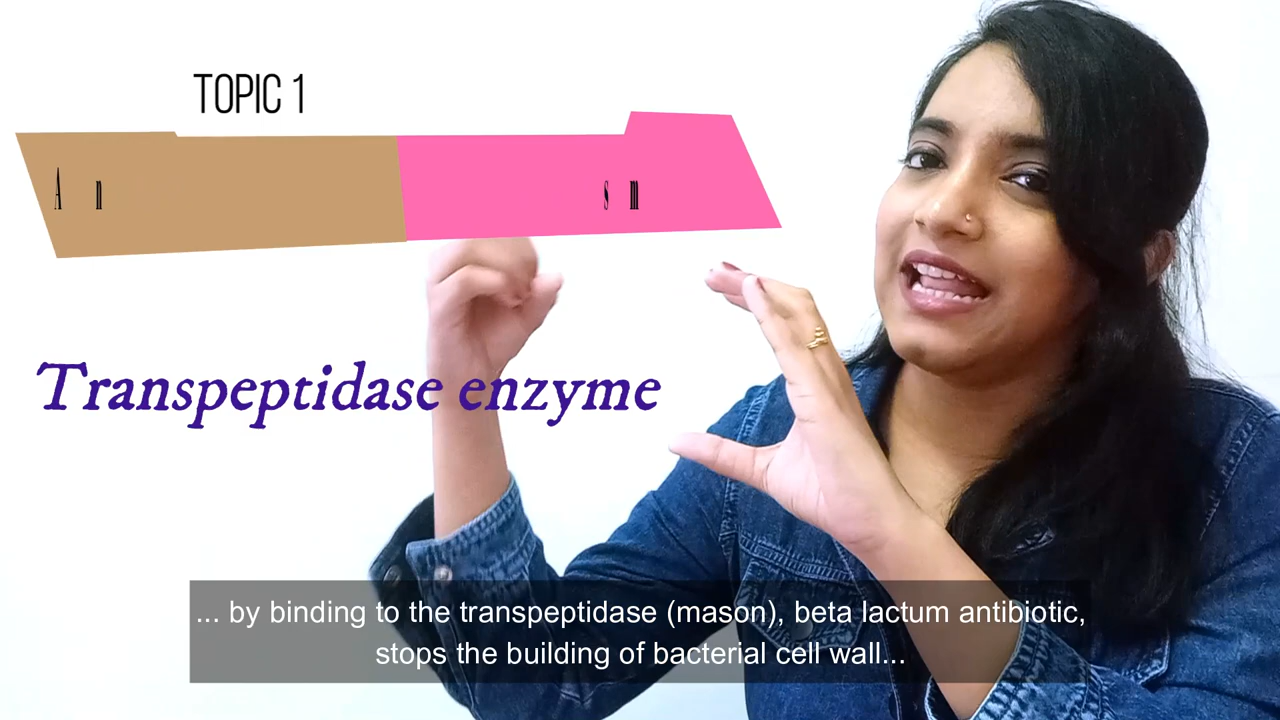 TOPIC 1
A n s m
Transpeptidase enzyme
... by binding to the transpeptidase (mason), beta lactum antibiotic,
stops the building of bacterial cell wall...